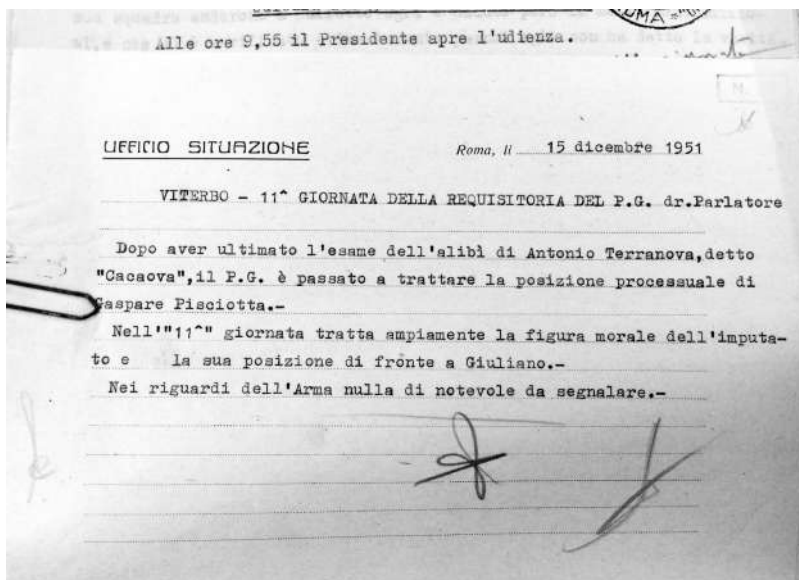 Alle ore 9,55 il Presidente apre l'udienza.
UFFICIO SITUAZIONE
Roma, li 15 dicembre 1951
VITERBO - 11^ GIORNATA DELLA REQUISITORIA DEL P.G. dr.Parlatore
Dopo aver ultimato l'esame dell'alibì di Antonio Terranova,detto
"Cacaova",il P.G. è passato a trattare la posizione processuale di
Gaspare Pisciotta.-
Nell'"11^" giornata tratta ampiamente la figura morale dell'imputa-
to e la sua posizione di fronte a Giuliano.-
Nei riguardi dell'Arma nulla di notevole da segnalare.-